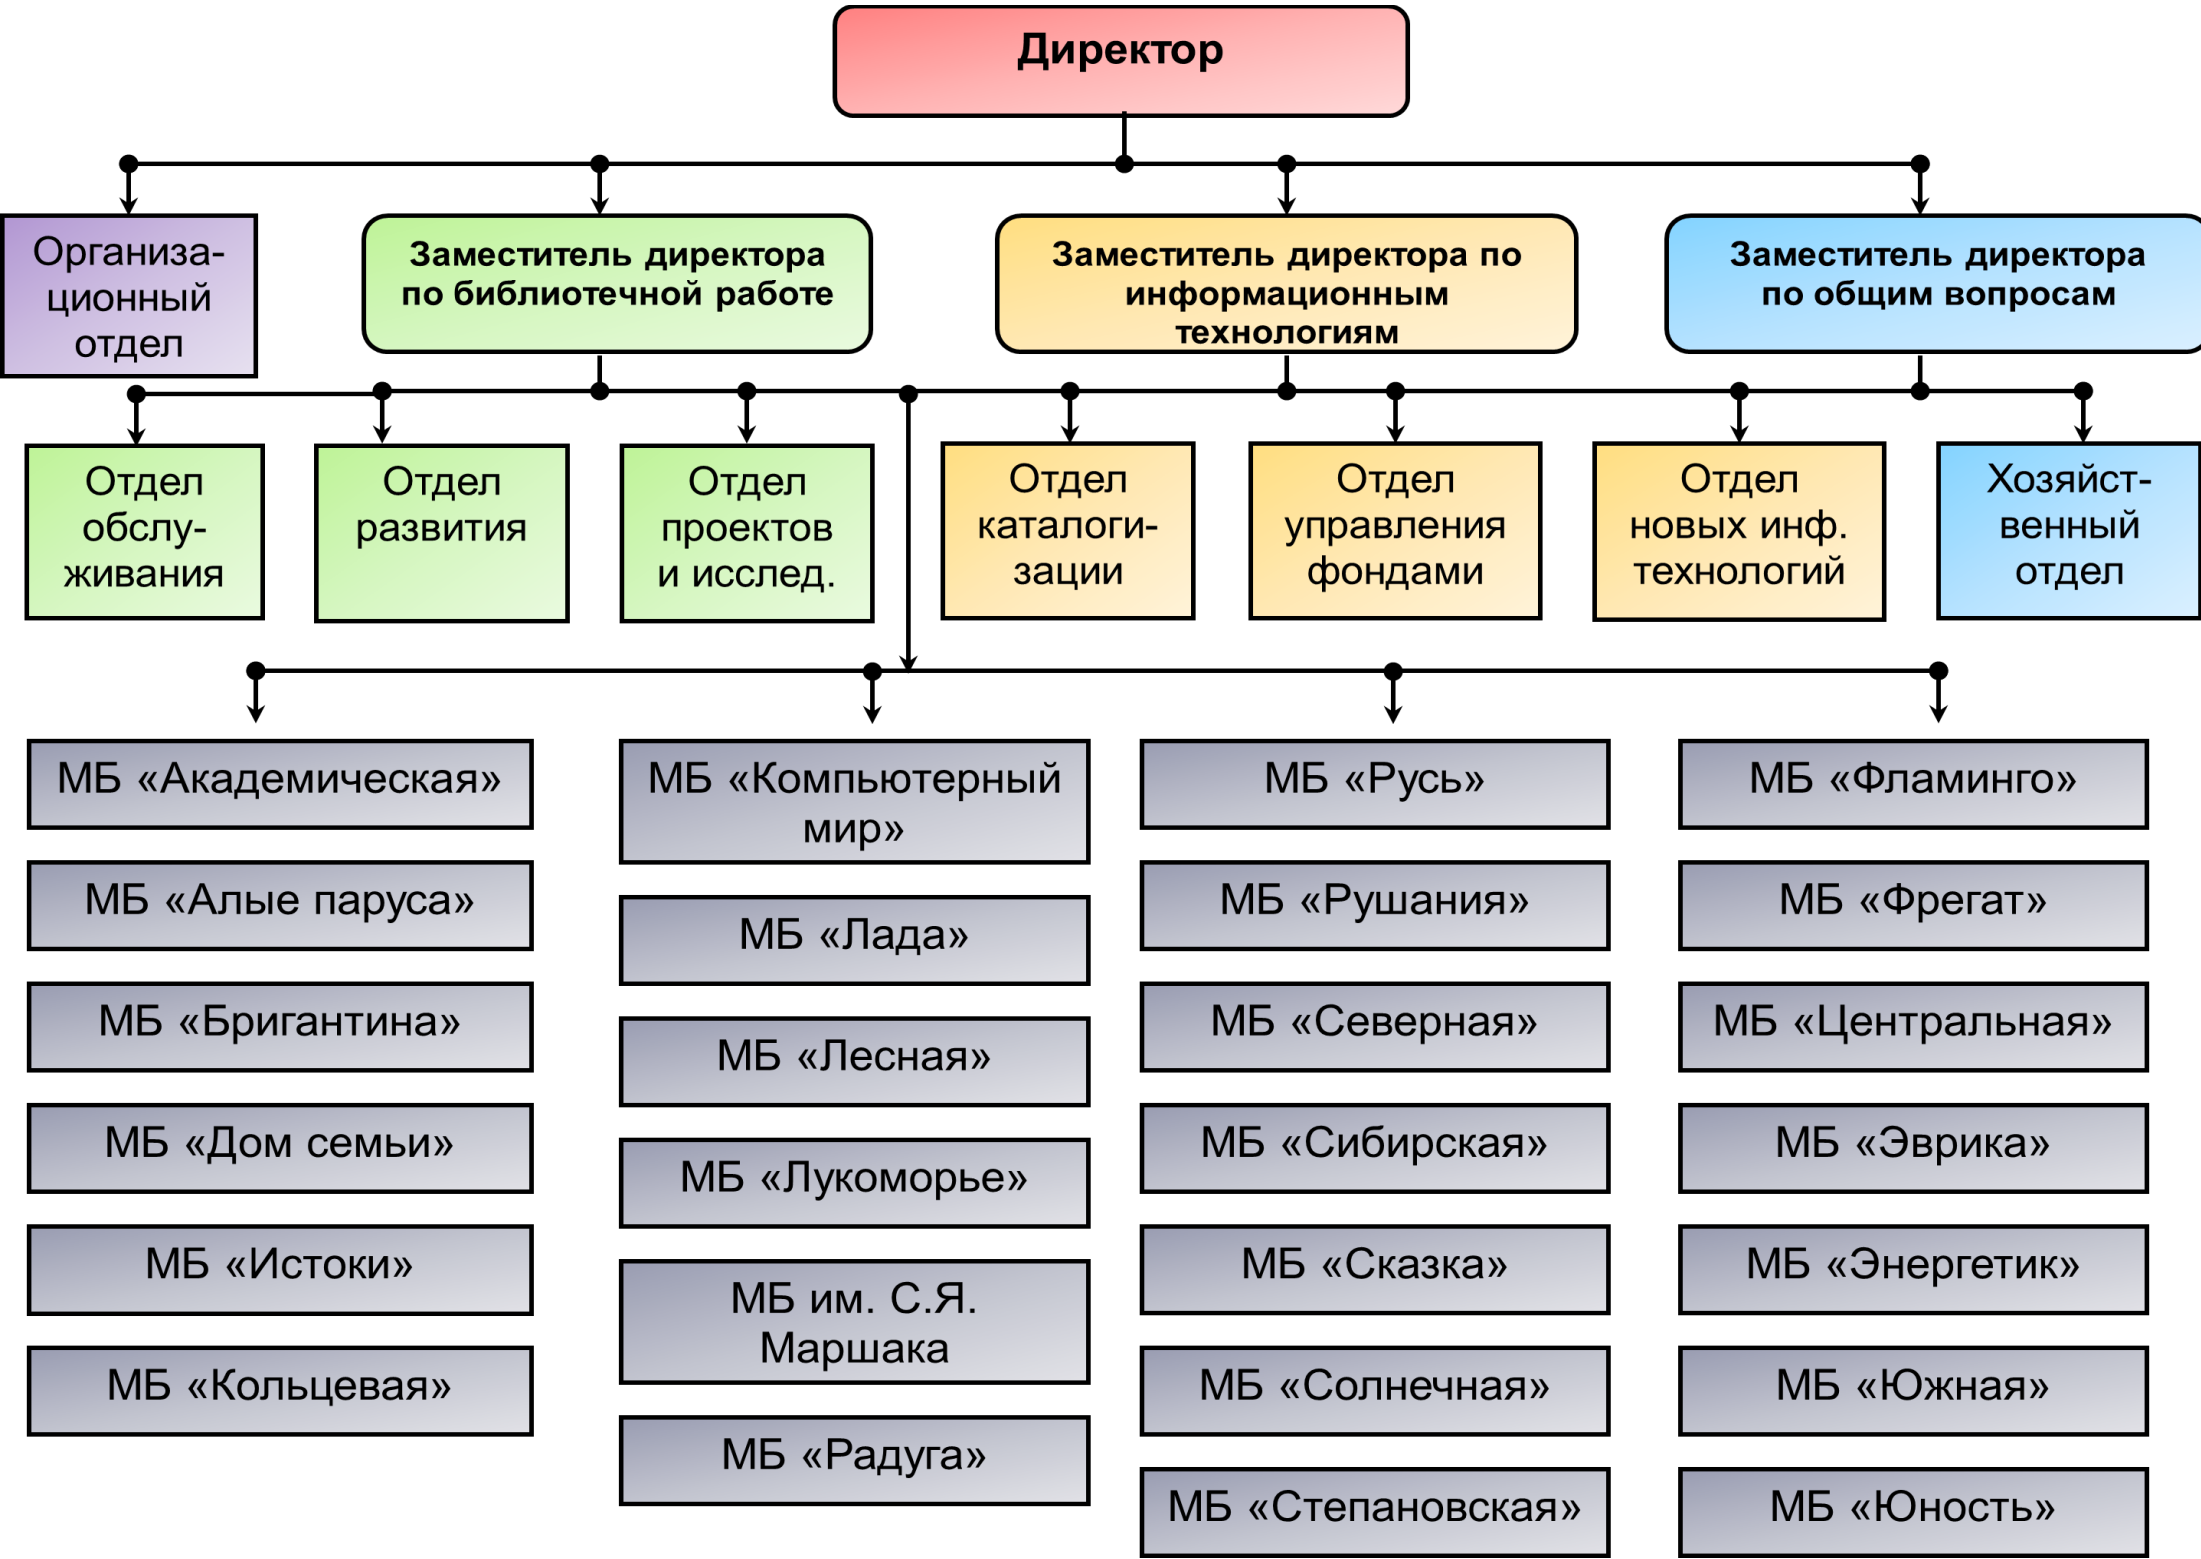 Директор
Организа-
ционный
отдел
Заместитель директора
по библиотечной работе
Заместитель директора по
информационным
технологиям
Заместитель директора
по общим вопросам
Отдел
обслу-
живания
Отдел
развития
Отдел
проектов
и исслед.
Отдел
каталоги-
зации
Отдел
управления
фондами
Отдел
новых инф.
технологий
Хозяйст-
венный
отдел
МБ «Академическая»
МБ «Алые паруса»
МБ «Бригантина»
МБ «Дом семьи»
МБ «Истоки»
МБ «Кольцевая»
МБ «Компьютерный
мир»
МБ «Лада»
МБ «Лесная»
МБ «Лукоморье»
МБ им. С.Я.
Маршака
МБ «Радуга»
МБ «Русь»
МБ «Рушания»
МБ «Северная»
МБ «Сибирская»
МБ «Сказка»
МБ «Солнечная»
МБ «Степановская»
МБ «Фламинго»
МБ «Фрегат»
МБ «Центральная»
МБ «Эврика»
МБ «Энергетик»
МБ «Южная»
МБ «Юность»